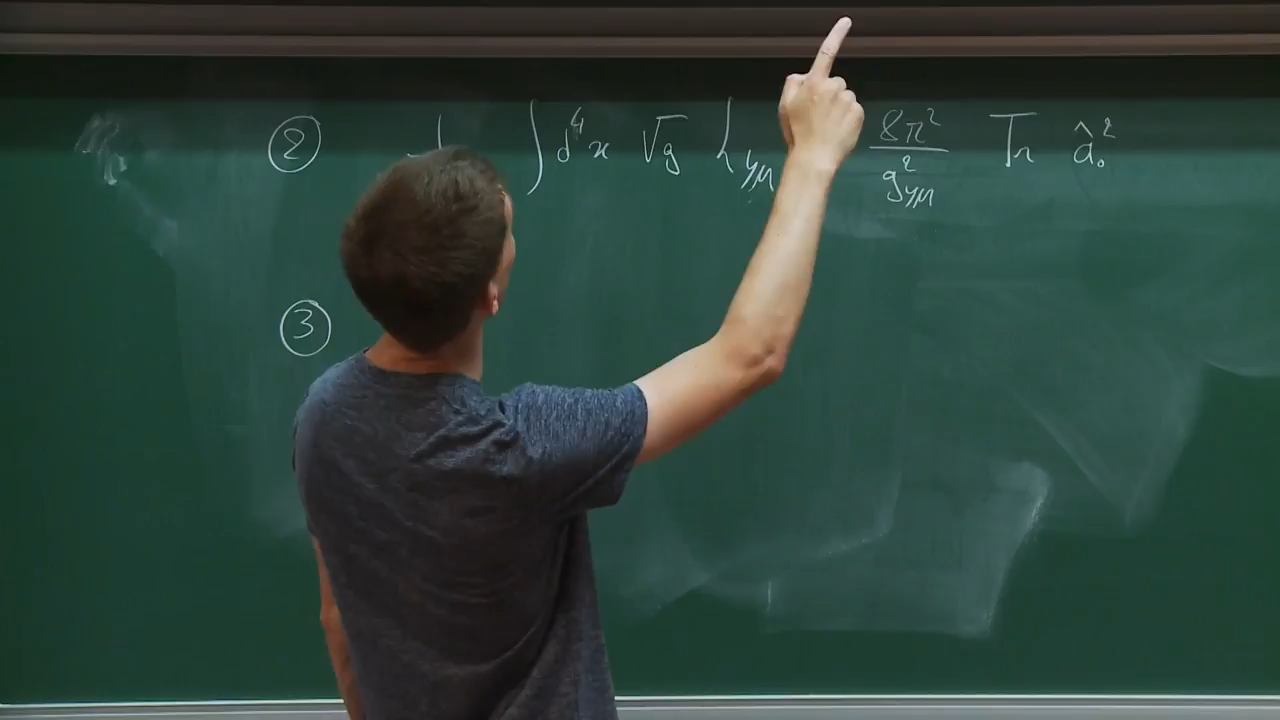 ② ∫ d⁴x √g L_YM 8π²/g²_YM Tr â₀²
③